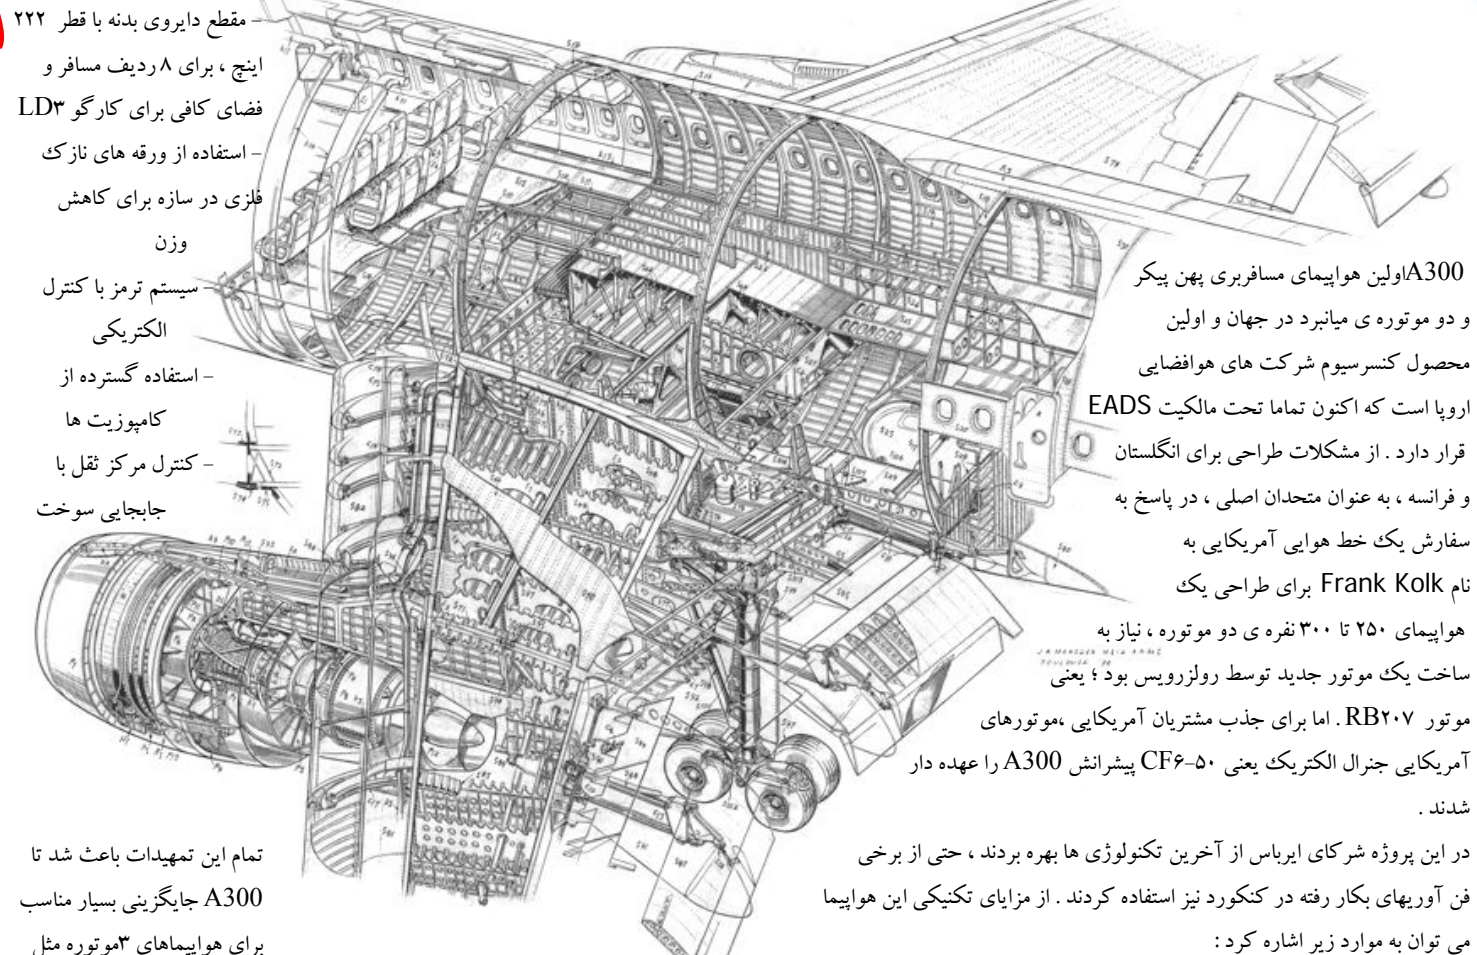 A300اولین هواپیمای مسافربری پهن پیکر
و دو موتوره ی میانبرد در جهان و اولین
محصول کنسرسیوم شرکت های هوافضایی
اروپا است که اکنون تماما تحت مالکیت EADS
قرار دارد . از مشکلات طراحی برای انگلستان
و فرانسه ، به عنوان متحدان اصلی ، در پاسخ به
سفارش یک خط هوایی آمریکایی به
نام Frank Kolk برای طراحی یک
هواپیمای ۲۵۰ تا ۳۰۰ نفره ی دو موتوره ، نیاز به
ساخت یک موتور جدید توسط رولزرویس بود ؛ یعنی
موتور RB۲۰۷ . اما برای جذب مشتریان آمریکایی ،موتورهای
آمریکایی جنرال الکتریک یعنی CF۶-۵۰ پیشرانش A300 را عهده دار
شدند .
در این پروژه شرکای ایرباس از آخرین تکنولوژی ها بهره بردند ، حتی از برخی
فن آوریهای بکار رفته در کنکورد نیز استفاده کردند . از مزایای تکنیکی این هواپیما
می توان به موارد زیر اشاره کرد :
- مقطع دایروی بدنه با قطر ۲۲۲
اینچ ، برای ۸ ردیف مسافر و
فضای کافی برای کارگو LD۳
- استفاده از ورقه های نازک
فلزی در سازه برای کاهش
وزن
- سیستم ترمز با کنترل
الکتریکی
- استفاده گسترده از
کامپوزیت ها
- کنترل مرکز ثقل با
جابجایی سوخت
تمام این تمهیدات باعث شد تا
A300 جایگزینی بسیار مناسب
برای هواپیماهای ۳موتوره مثل